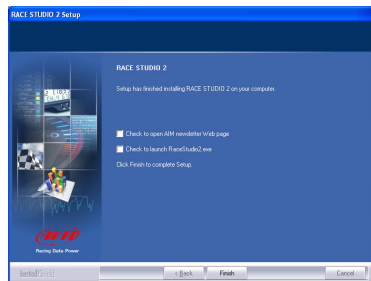 RACE STUDIO 2 Setup
RACE STUDIO 2
Setup has finished installing RACE STUDIO 2 on your computer.
Check to open AIM newsletter Web page
Check to launch RaceStudio2.exe
Click Finish to complete Setup.
AIM
Racing Data Power
InstallShield
< Back
Finish
Cancel